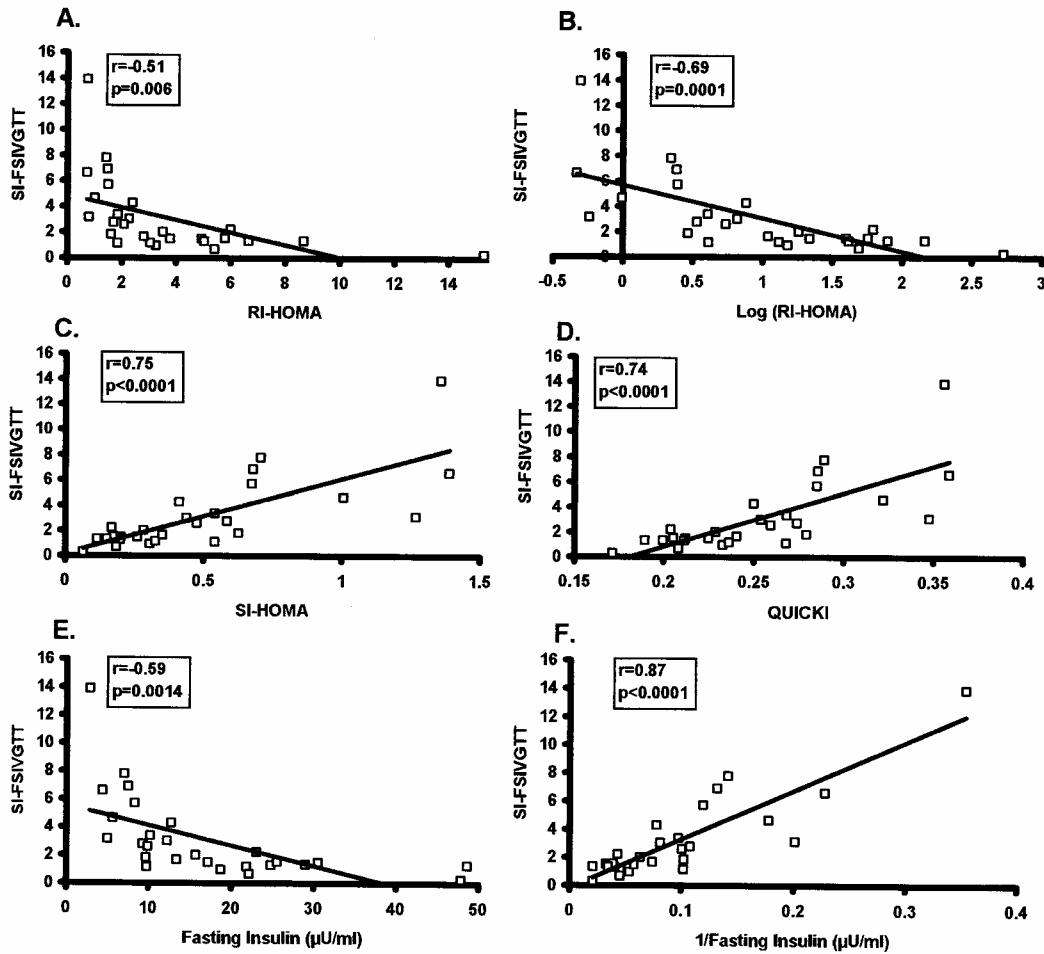 A.
SI-FSIVGTT
16
14
12
10
8
6
4
2
0
r=-0.51
p=0.006
0 2 4 6 8 10 12 14
RI-HOMA
B.
SI-FSIVGTT
16
14
12
10
8
6
4
2
0
r=-0.69
p=0.0001
-0.5 0 0.5 1 1.5 2 2.5 3
Log (RI-HOMA)
C.
SI-FSIVGTT
16
14
12
10
8
6
4
2
0
r=0.75
p<0.0001
0 0.5 1 1.5
SI-HOMA
D.
SI-FSIVGTT
16
14
12
10
8
6
4
2
0
r=0.74
p<0.0001
0.15 0.2 0.25 0.3 0.35 0.4
QUICKI
E.
SI-FSIVGTT
16
14
12
10
8
6
4
2
0
r=-0.59
p=0.0014
0 10 20 30 40 50
Fasting Insulin (µU/ml)
F.
SI-FSIVGTT
16
14
12
10
8
6
4
2
0
r=0.87
p<0.0001
0 0.1 0.2 0.3 0.4
1/Fasting Insulin (µU/ml)